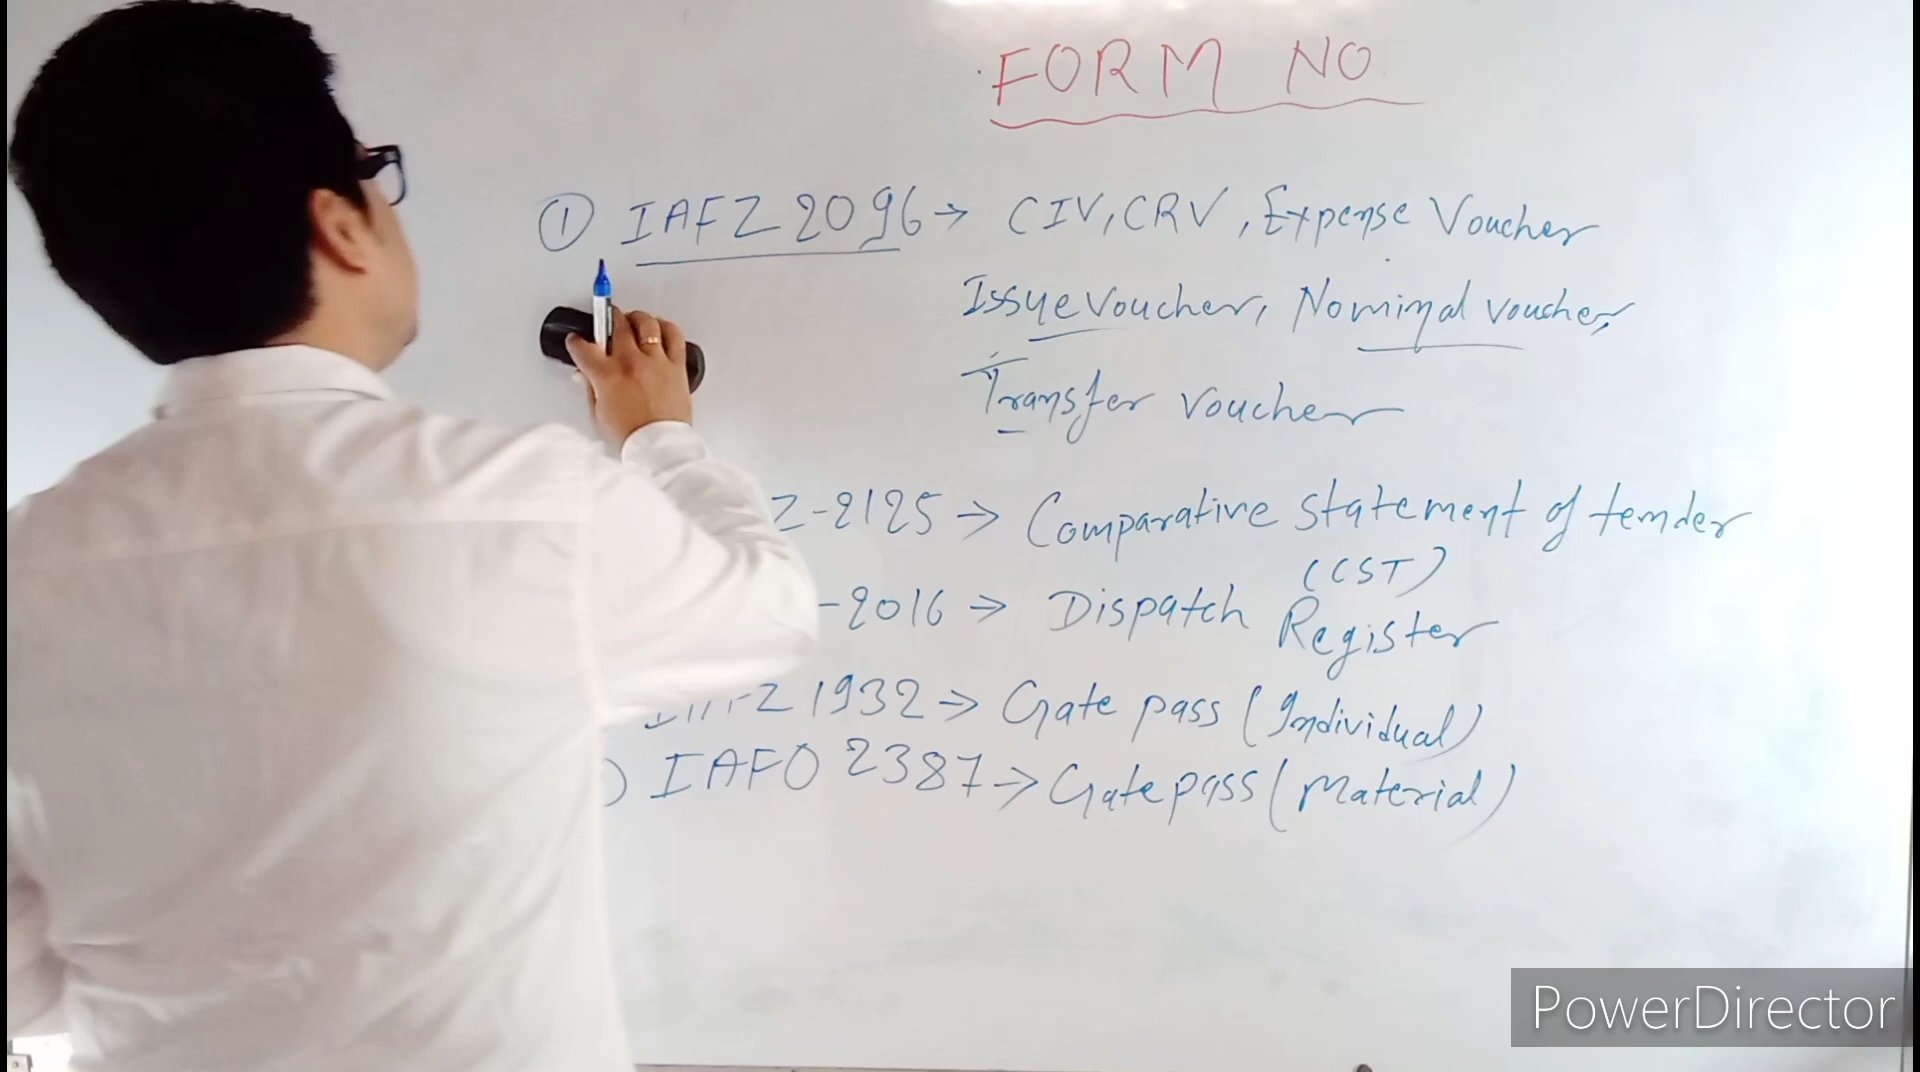 FORM NO
① IAFZ 2096 → CIV, CRV, Expense Voucher
Issue Voucher, Nominal voucher,
Transfer voucher
Z-2125 → Comparative Statement of temder
(CST)
-2016 → Dispatch Register
Z 1932 → Gate pass (Individual)
) IAFO 2387 → Gate pass (Material)
PowerDirector